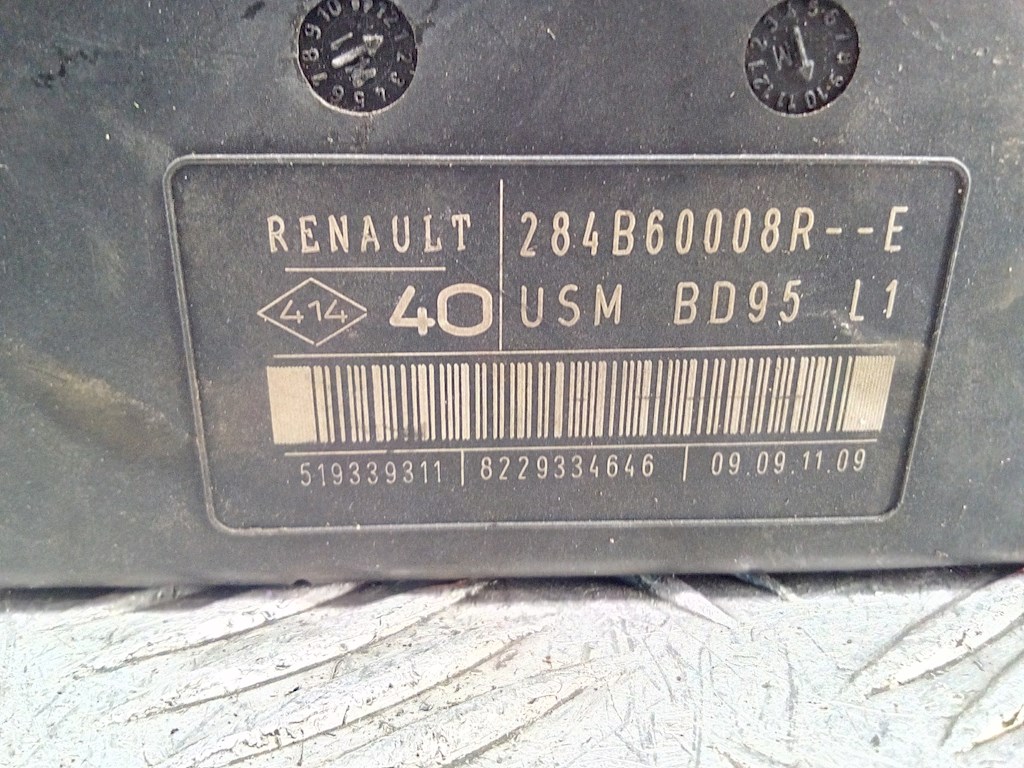 RENAULT
284B60008R--E
414 40
USM BD95 L1
519339311 8229334646 09.09.11.09